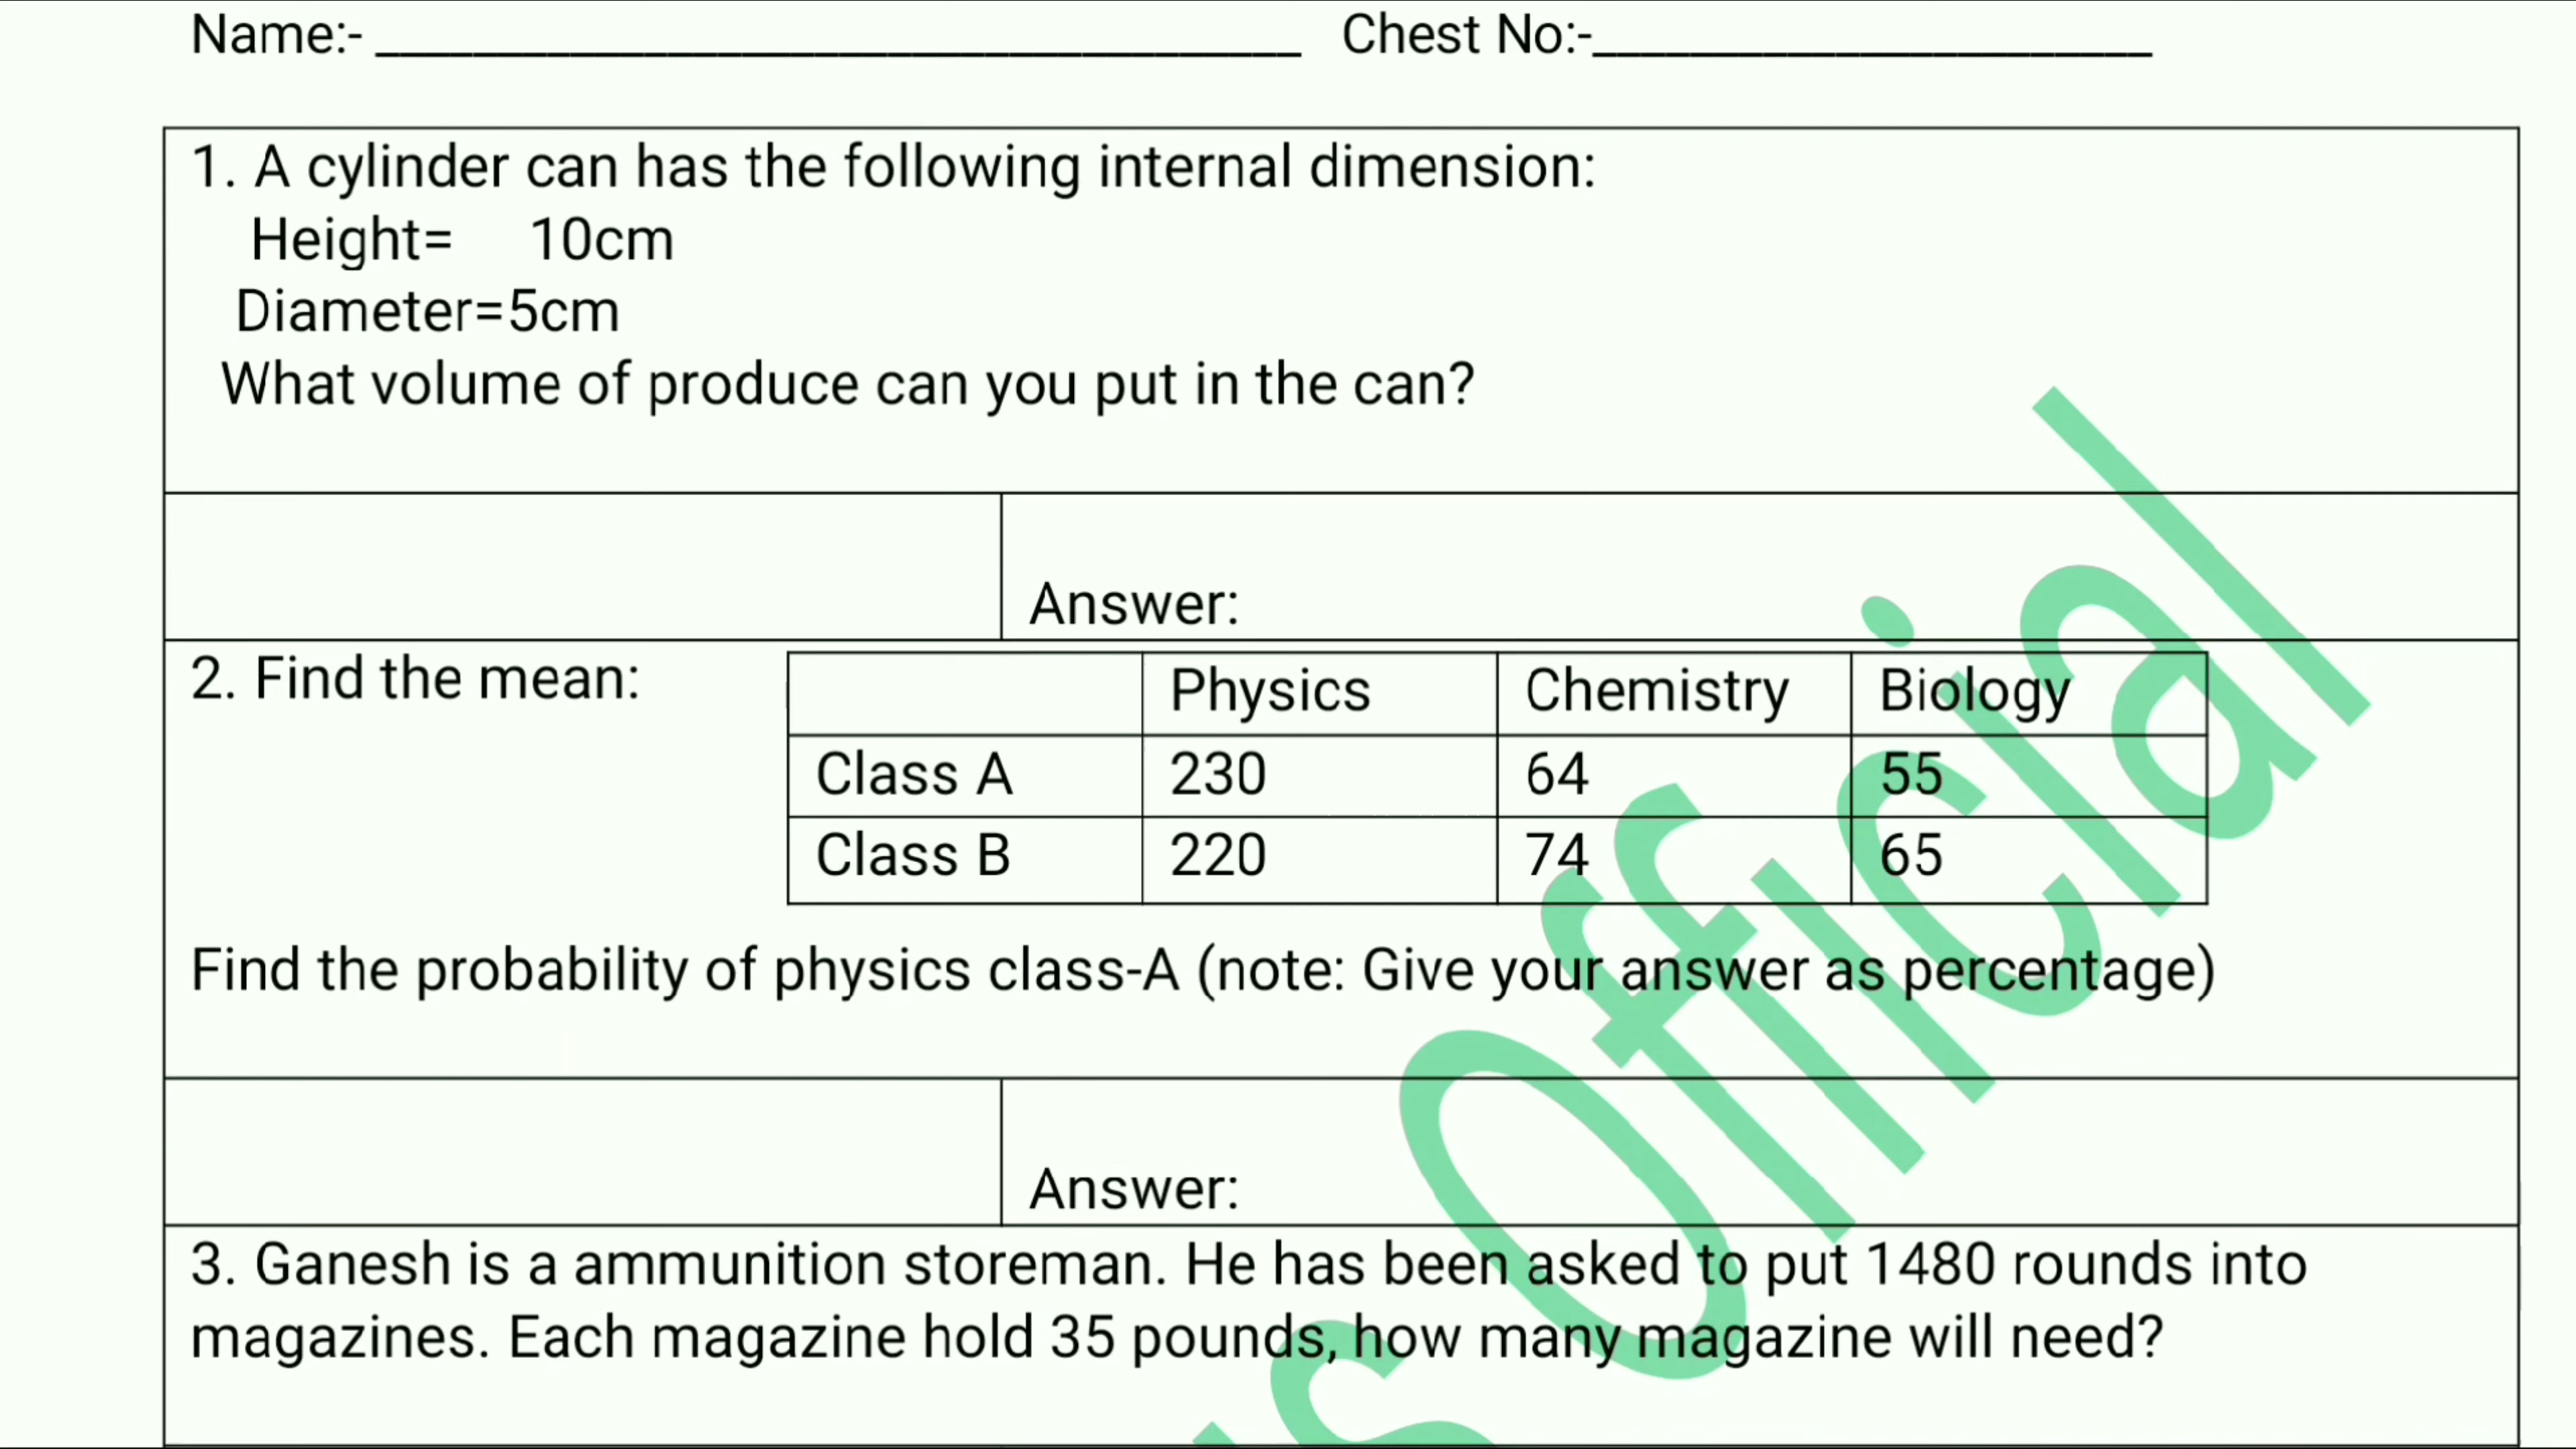 Name:- ______________________ Chest No:-______________
1. A cylinder can has the following internal dimension:
Height= 10cm
Diameter=5cm
What volume of produce can you put in the can?
Answer:
2. Find the mean:
Physics Chemistry Biology
Class A 230 64 55
Class B 220 74 65
Find the probability of physics class-A (note: Give your answer as percentage)
Answer:
3. Ganesh is a ammunition storeman. He has been asked to put 1480 rounds into
magazines. Each magazine hold 35 pounds, how many magazine will need?
Official